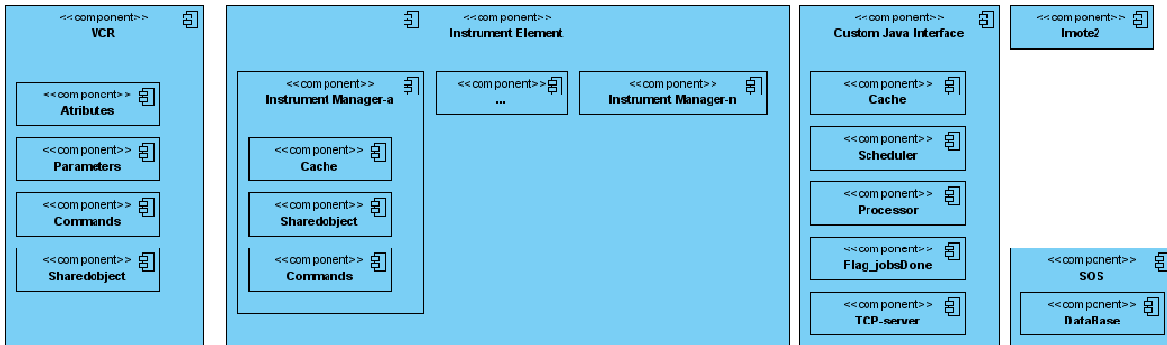 <<component>>
VCR
<<component>>
Atributes
<<component>>
Parameters
<<component>>
Commands
<<component>>
Sharedobject
<<component>>
Instrument Element
<<component>>
Instrument Manager-a
<<component>>
Cache
<<component>>
Sharedobject
<<component>>
Commands
<<component>>
...
<<component>>
Instrument Manager-n
<<component>>
Custom Java Interface
<<component>>
Cache
<<component>>
Scheduler
<<component>>
Processor
<<component>>
Flag_jobsDone
<<component>>
TCP-server
<<component>>
Imote2
<<component>>
SOS
<<component>>
DataBase